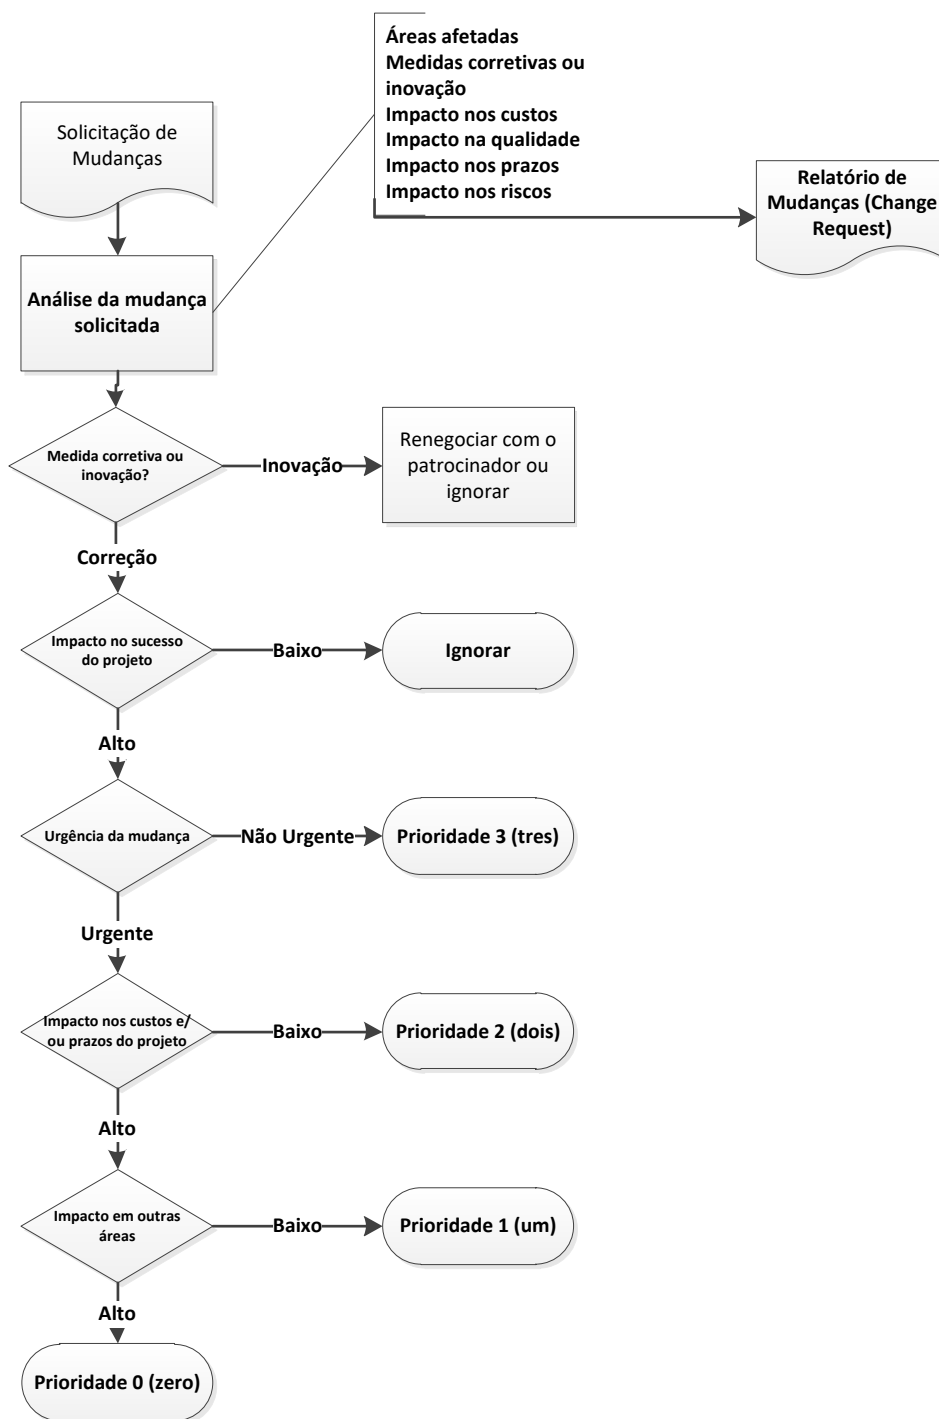 Áreas afetadas
Medidas corretivas ou
inovação
Impacto nos custos
Impacto na qualidade
Impacto nos prazos
Impacto nos riscos
Solicitação de
Mudanças
Relatório de
Mudanças (Change
Request)
Análise da mudança
solicitada
Medida corretiva ou
inovação?
Inovação
Renegociar com o
patrocinador ou
ignorar
Correção
Impacto no sucesso
do projeto
Baixo
Ignorar
Alto
Urgência da mudança
Não Urgente
Prioridade 3 (tres)
Urgente
Impacto nos custos e/
ou prazos do projeto
Baixo
Prioridade 2 (dois)
Alto
Impacto em outras
áreas
Baixo
Prioridade 1 (um)
Alto
Prioridade 0 (zero)